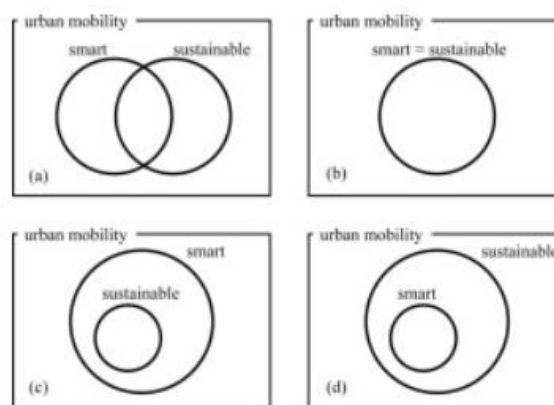 urban mobility
smart sustainable
(a)
urban mobility
smart = sustainable
(b)
urban mobility
smart
sustainable
(c)
urban mobility
sustainable
smart
(d)